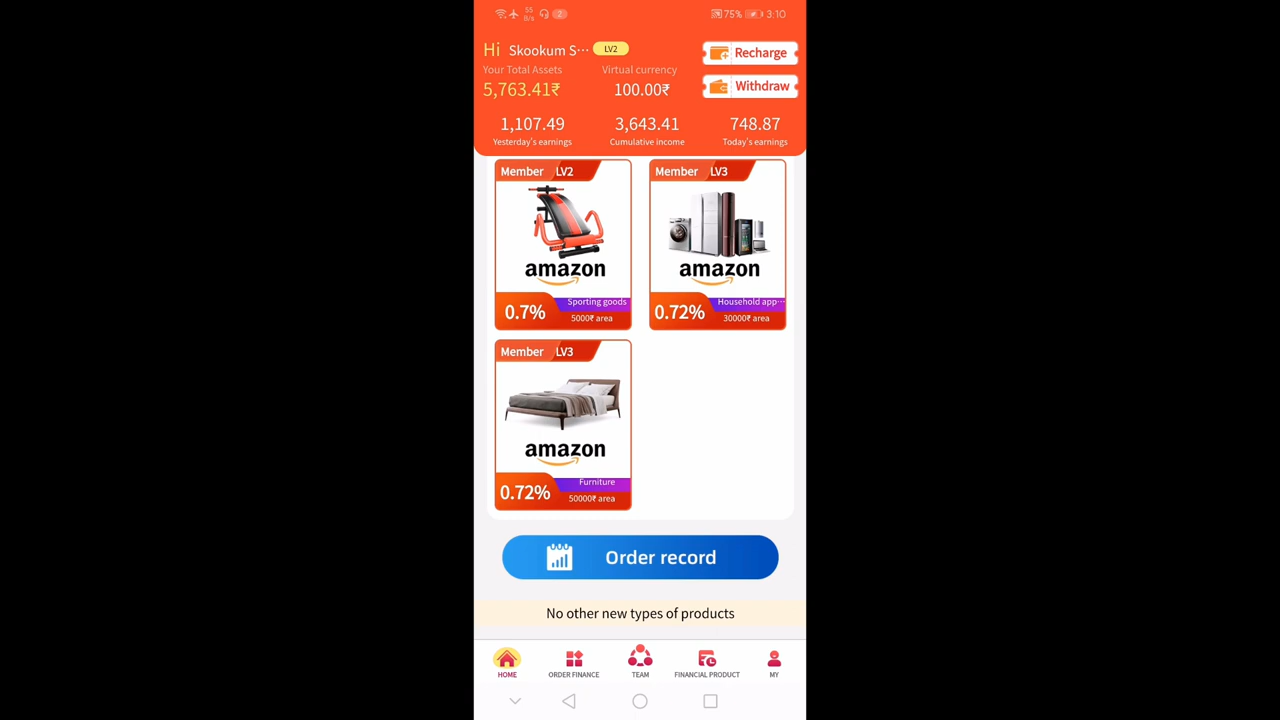 55
B/s
2
75%
3:10
Hi Skookum S··· LV2
Recharge
Your Total Assets
Virtual currency
5,763.41₹
100.00₹
Withdraw
1,107.49
3,643.41
748.87
Yesterday's earnings
Cumulative income
Today's earnings
Member LV2
Member LV3
amazon
amazon
0.7%
Sporting goods
5000₹ area
0.72%
Household app···
30000₹ area
Member LV3
amazon
0.72%
Furniture
50000₹ area
Order record
No other new types of products
HOME
ORDER FINANCE
TEAM
FINANCIAL PRODUCT
MY